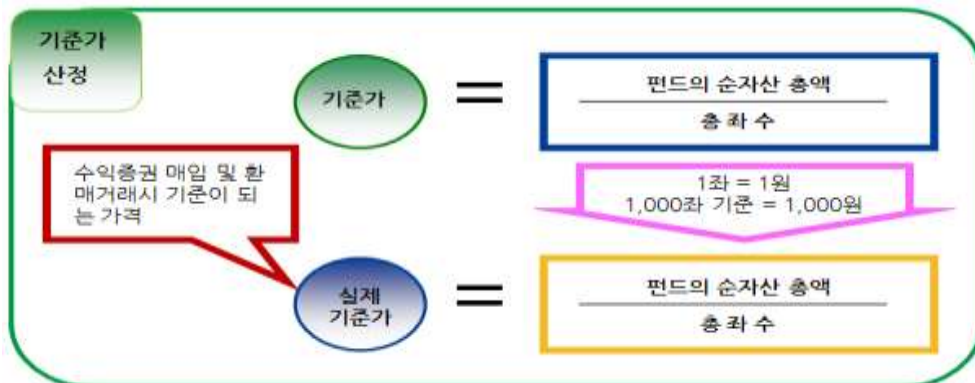 기준가
산정
기준가
=
펀드의 순자산 총액
총 좌 수
수익증권 매입 및 환
매거래시 기준이 되
는 가격
1좌 = 1원
1,000좌 기준 = 1,000원
실제
기준가
=
펀드의 순자산 총액
총 좌 수